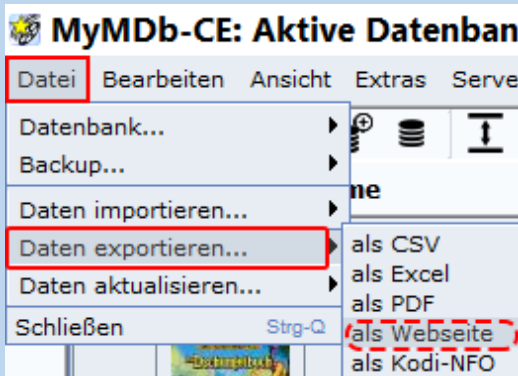 MyMDb-CE: Aktive Datenban
Datei Bearbeiten Ansicht Extras Serve
Datenbank...
Backup...
me
Daten importieren...
Daten exportieren...
als CSV
als Excel
Daten aktualisieren...
als PDF
Schließen Strg-Q
als Webseite
als Kodi-NFO